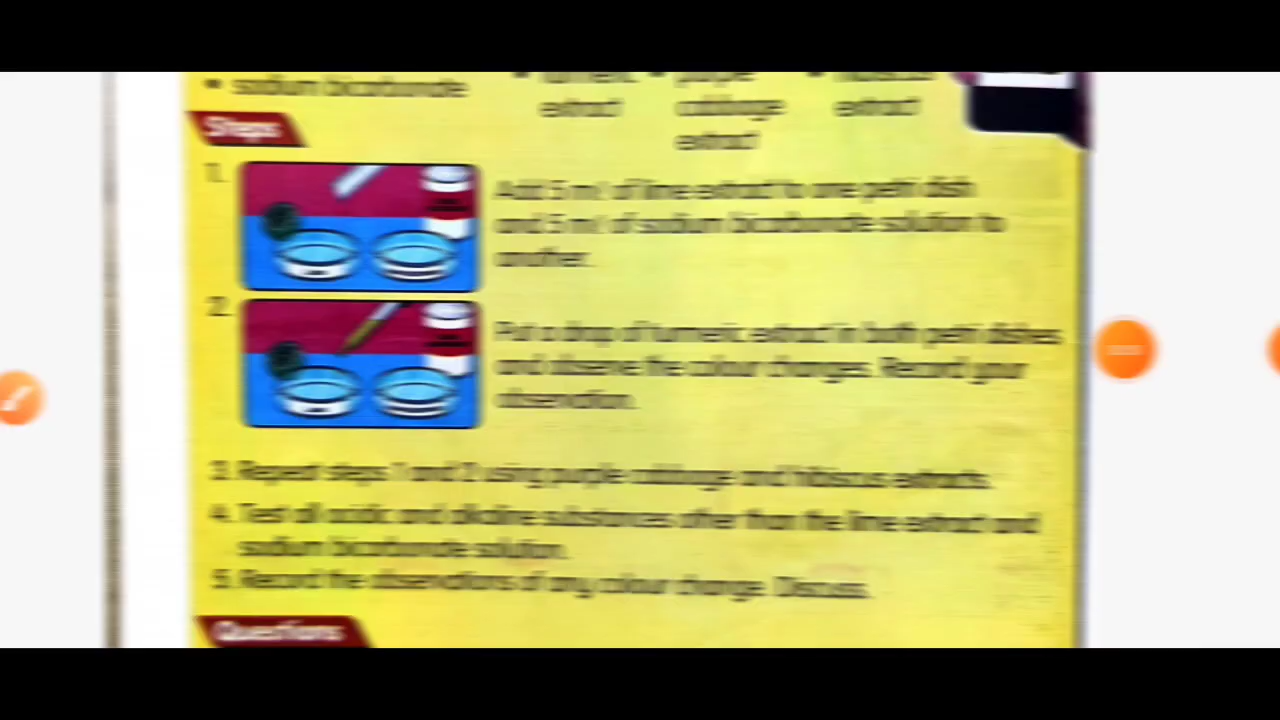 • sodium bicarbonate
• turmeric • purple • hibiscus
extract cabbage extract
extract
Steps
1. Add 5 ml of lime extract to one petri dish
and 5 ml of sodium bicarbonate solution to
another.
2. Put a drop of turmeric extract in both petri dishes
and observe the colour changes. Record your
observation.
3. Repeat steps 1 and 2 using purple cabbage and hibiscus extracts.
4. Test all acidic and alkaline substances other than the lime extract and
sodium bicarbonate solution.
5. Record the observations of any colour change. Discuss.
Questions